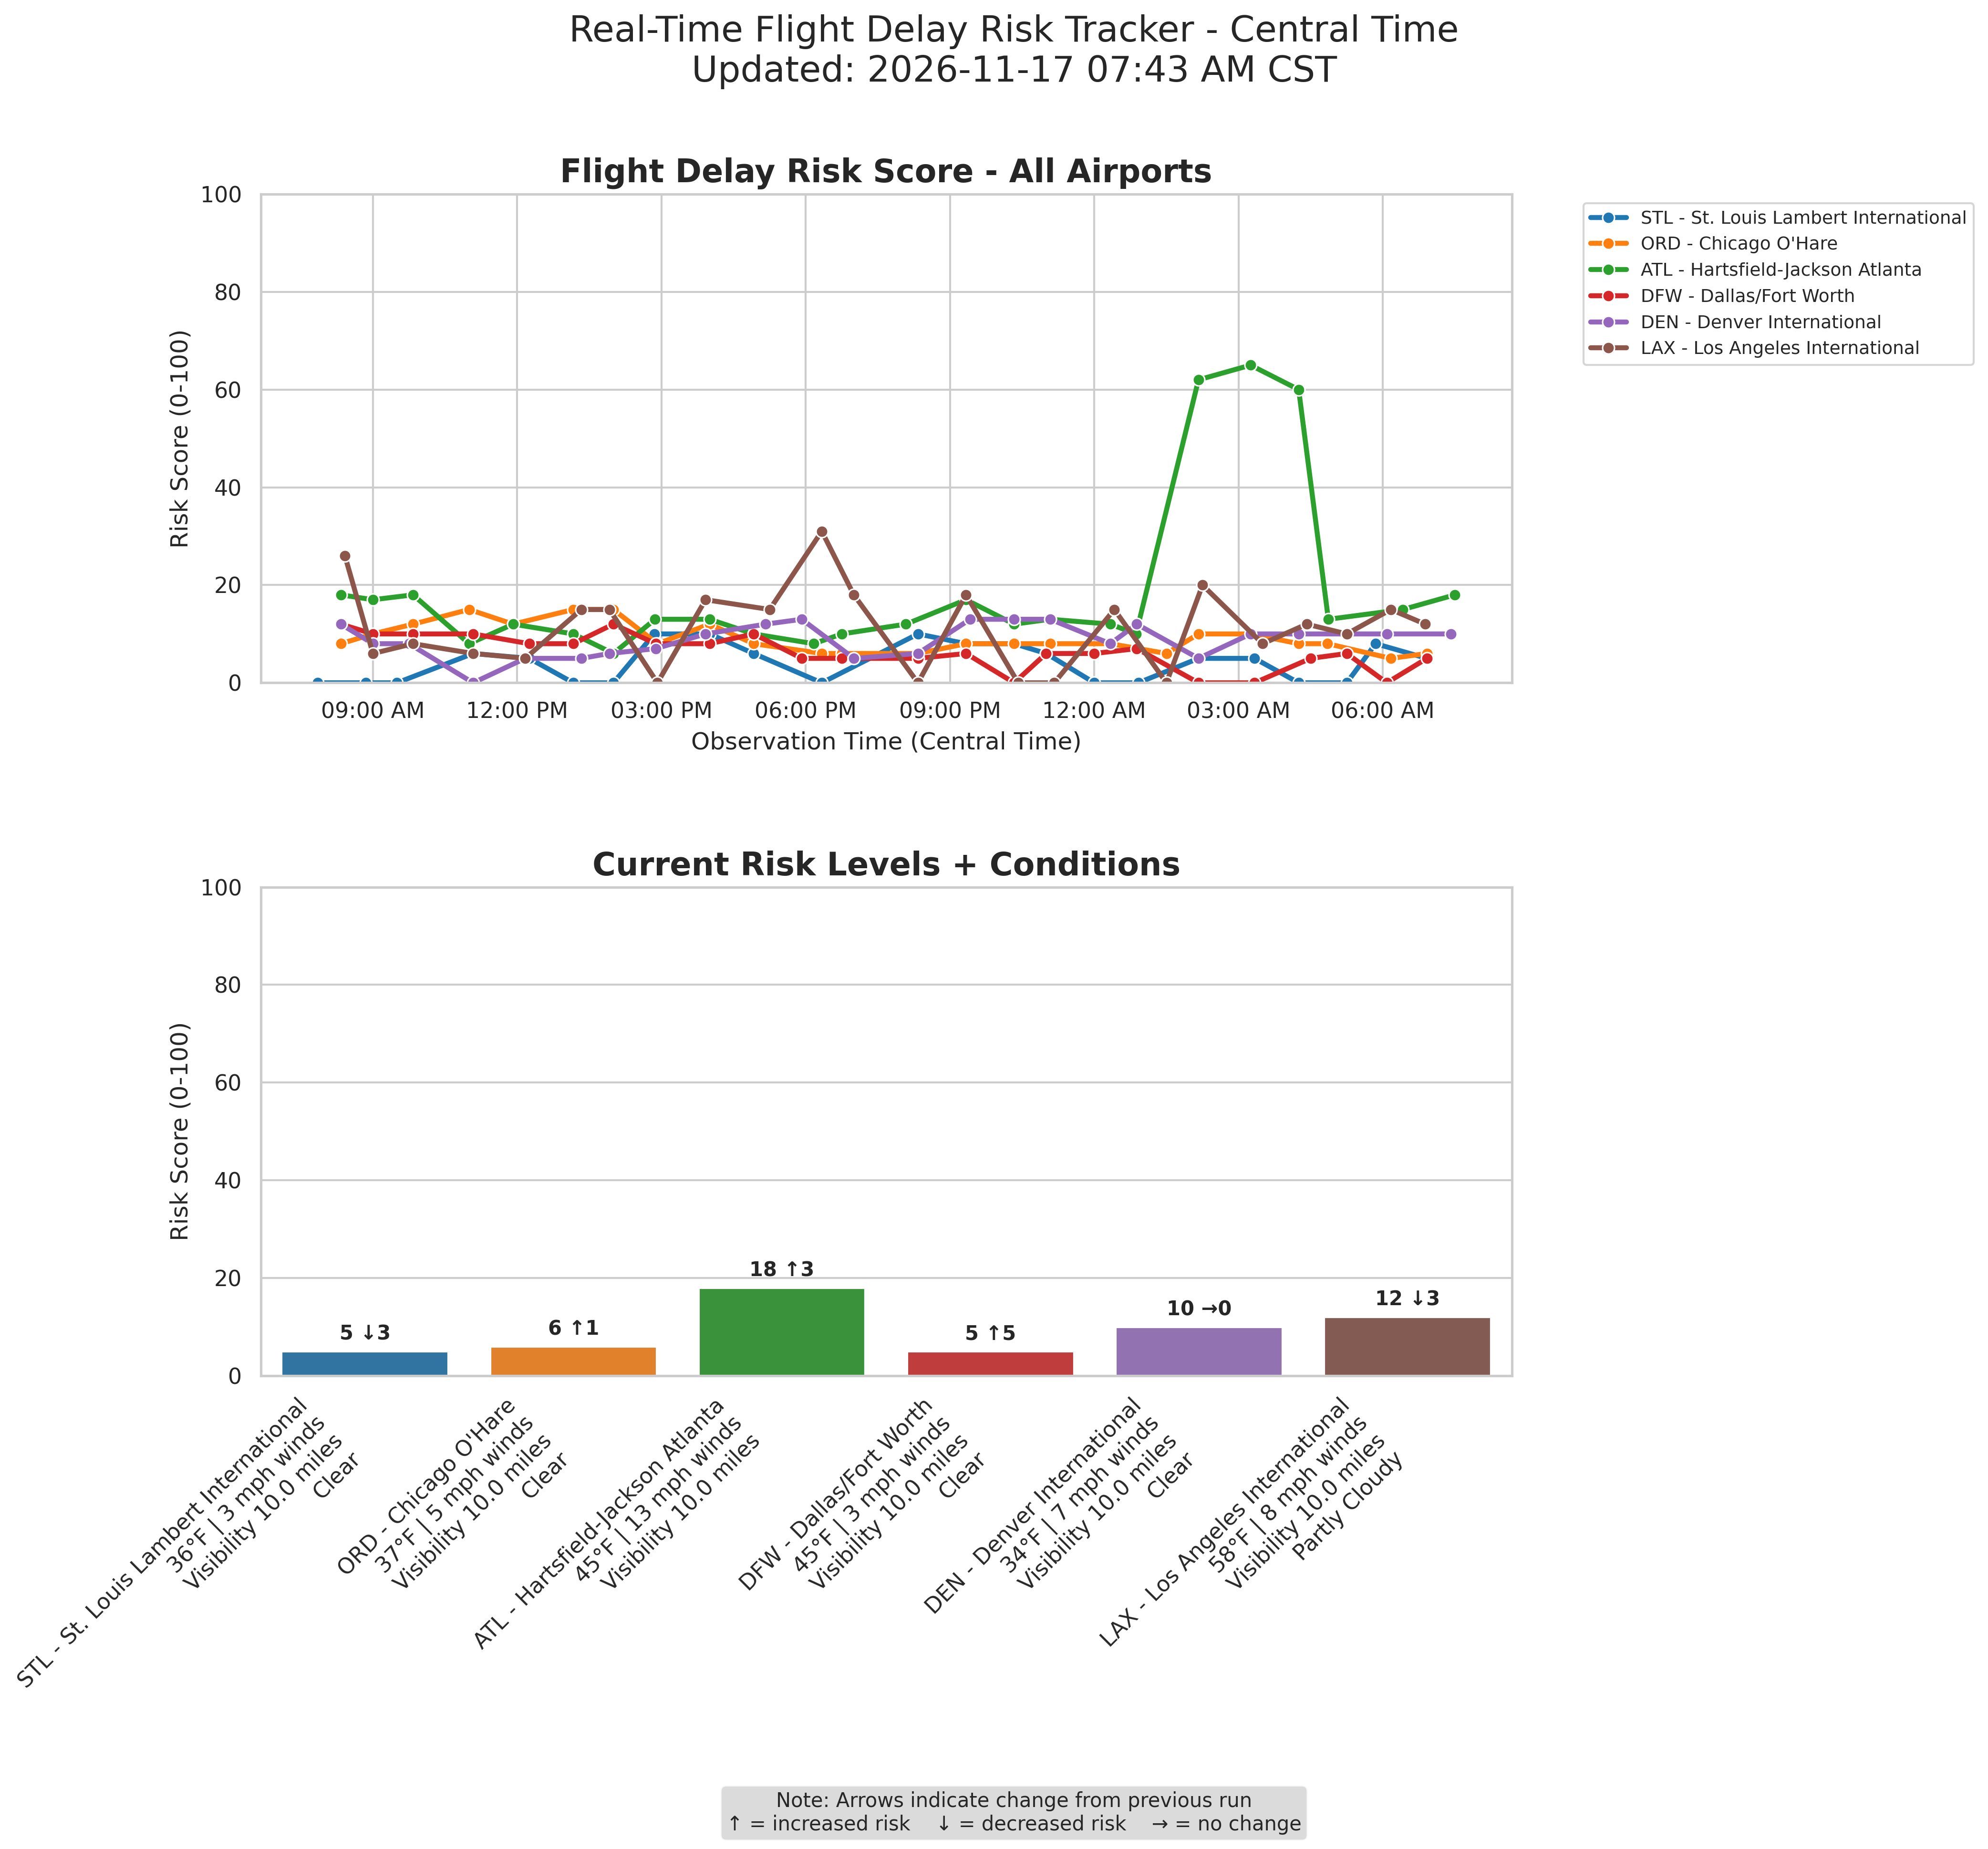 Real-Time Flight Delay Risk Tracker - Central Time
Updated: 2026-11-17 07:43 AM CST
Flight Delay Risk Score - All Airports
Risk Score (0-100)
100
80
60
40
20
0
09:00 AM
12:00 PM
03:00 PM
06:00 PM
09:00 PM
12:00 AM
03:00 AM
06:00 AM
Observation Time (Central Time)
STL - St. Louis Lambert International
ORD - Chicago O'Hare
ATL - Hartsfield-Jackson Atlanta
DFW - Dallas/Fort Worth
DEN - Denver International
LAX - Los Angeles International
Current Risk Levels + Conditions
Risk Score (0-100)
100
80
60
40
20
0
5 ↓3
6 ↑1
18 ↑3
5 ↑5
10 →0
12 ↓3
STL - St. Louis Lambert International
36°F | 3 mph winds
Visibility 10.0 miles
Clear
ORD - Chicago O'Hare
37°F | 5 mph winds
Visibility 10.0 miles
Clear
ATL - Hartsfield-Jackson Atlanta
45°F | 13 mph winds
Visibility 10.0 miles
DFW - Dallas/Fort Worth
45°F | 3 mph winds
Visibility 10.0 miles
Clear
DEN - Denver International
34°F | 7 mph winds
Visibility 10.0 miles
Clear
LAX - Los Angeles International
58°F | 8 mph winds
Visibility 10.0 miles
Partly Cloudy
Note: Arrows indicate change from previous run
↑ = increased risk ↓ = decreased risk → = no change